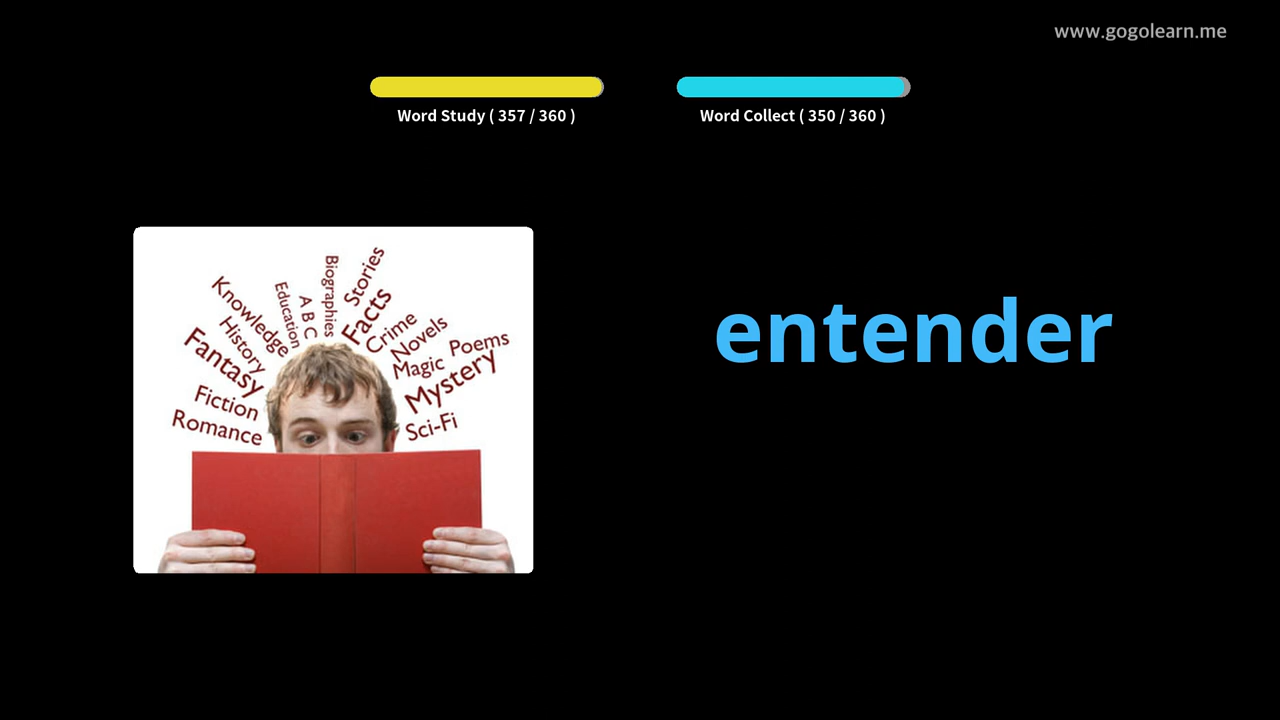 www.gogolearn.me
Word Study ( 357 / 360 )
Word Collect ( 350 / 360 )
entender
Biographies
Stories
Education
A B C
Facts
Knowledge
History
Crime
Novels
Fantasy
Magic
Poems
Mystery
Fiction
Romance
Sci-Fi